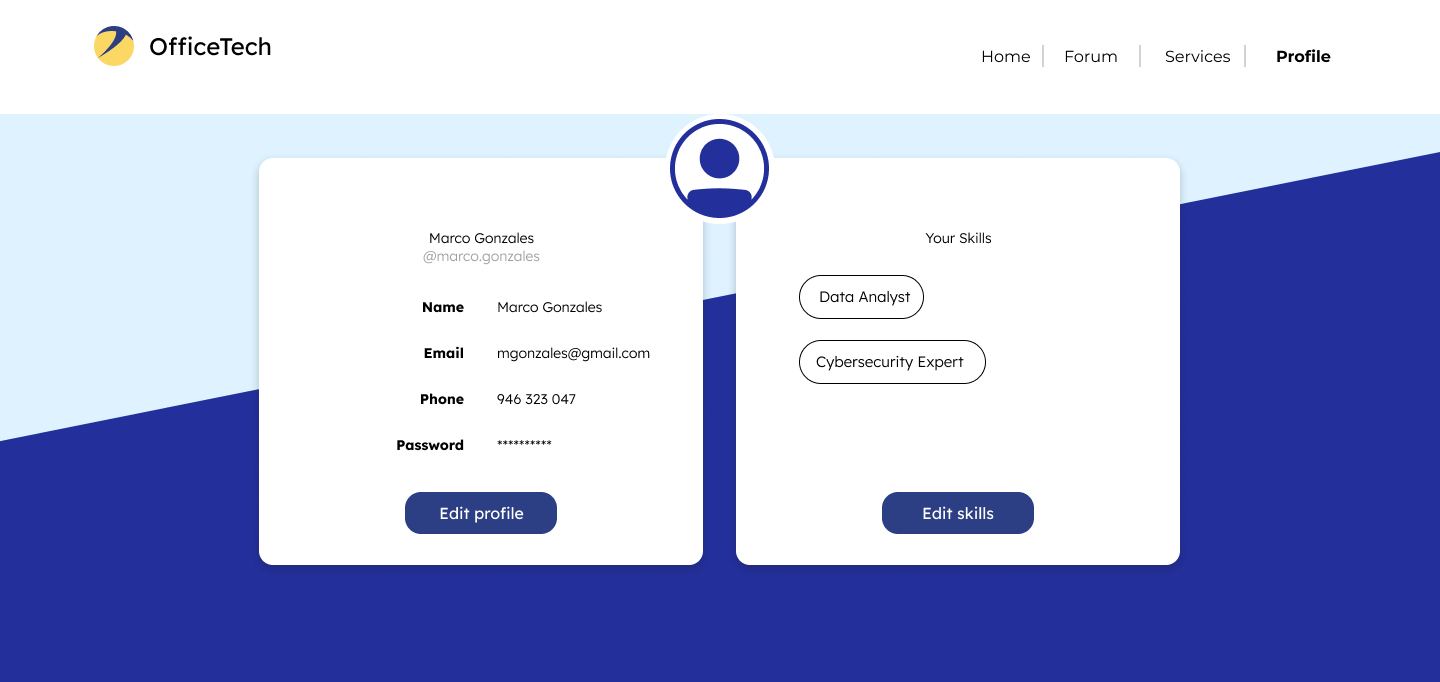 OfficeTech
Home
Forum
Services
Profile
Marco Gonzales
@marco.gonzales
Name Marco Gonzales
Email mgonzales@gmail.com
Phone 946 323 047
Password **********
Edit profile
Your Skills
Data Analyst
Cybersecurity Expert
Edit skills